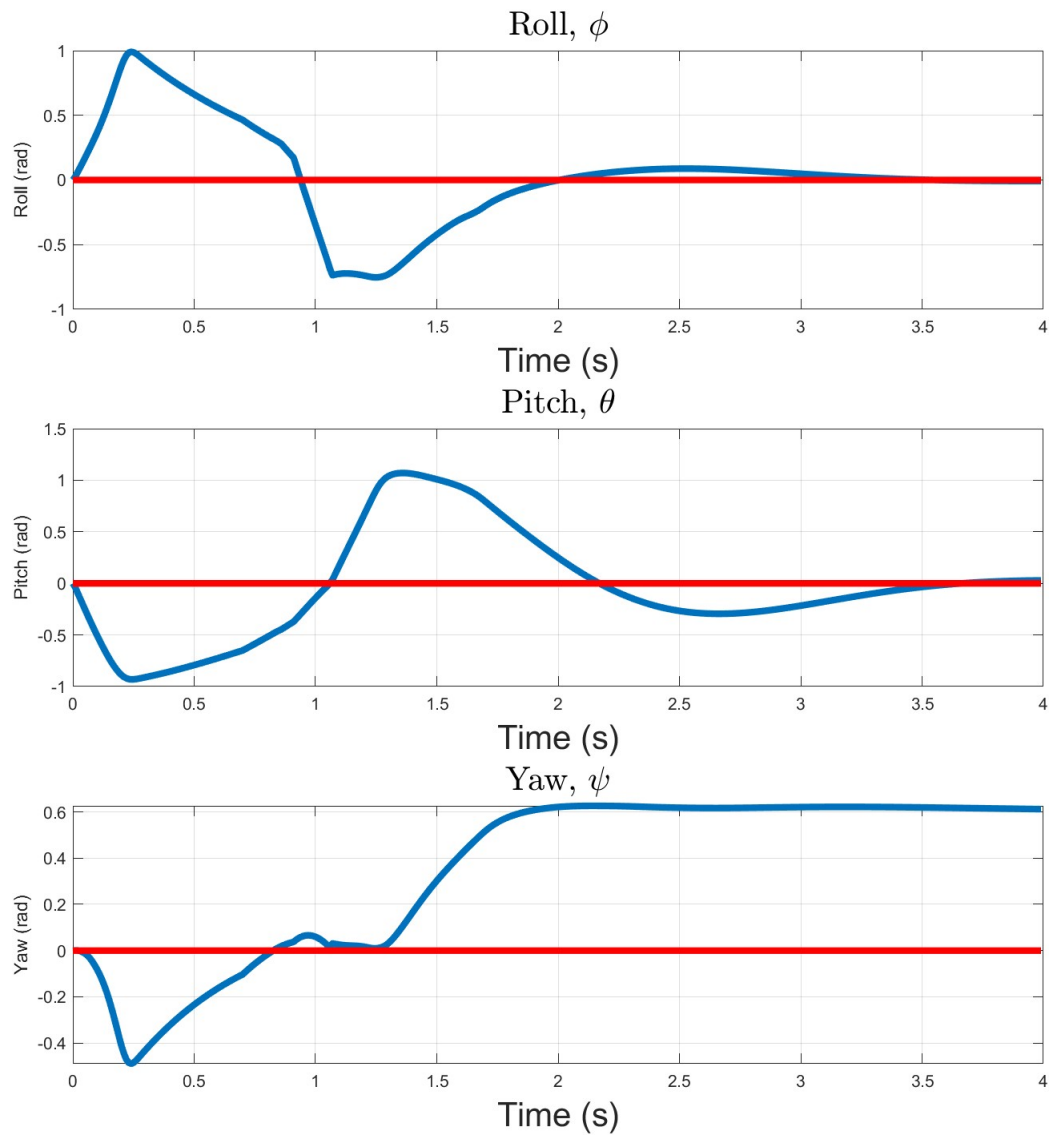 Roll, ϕ
1
0.5
0
-0.5
-1
Roll (rad)
0 0.5 1 1.5 2 2.5 3 3.5 4
Time (s)
Pitch, θ
1.5
1
0.5
0
-0.5
-1
Pitch (rad)
0 0.5 1 1.5 2 2.5 3 3.5 4
Time (s)
Yaw, ψ
0.6
0.4
0.2
0
-0.2
-0.4
Yaw (rad)
0 0.5 1 1.5 2 2.5 3 3.5 4
Time (s)